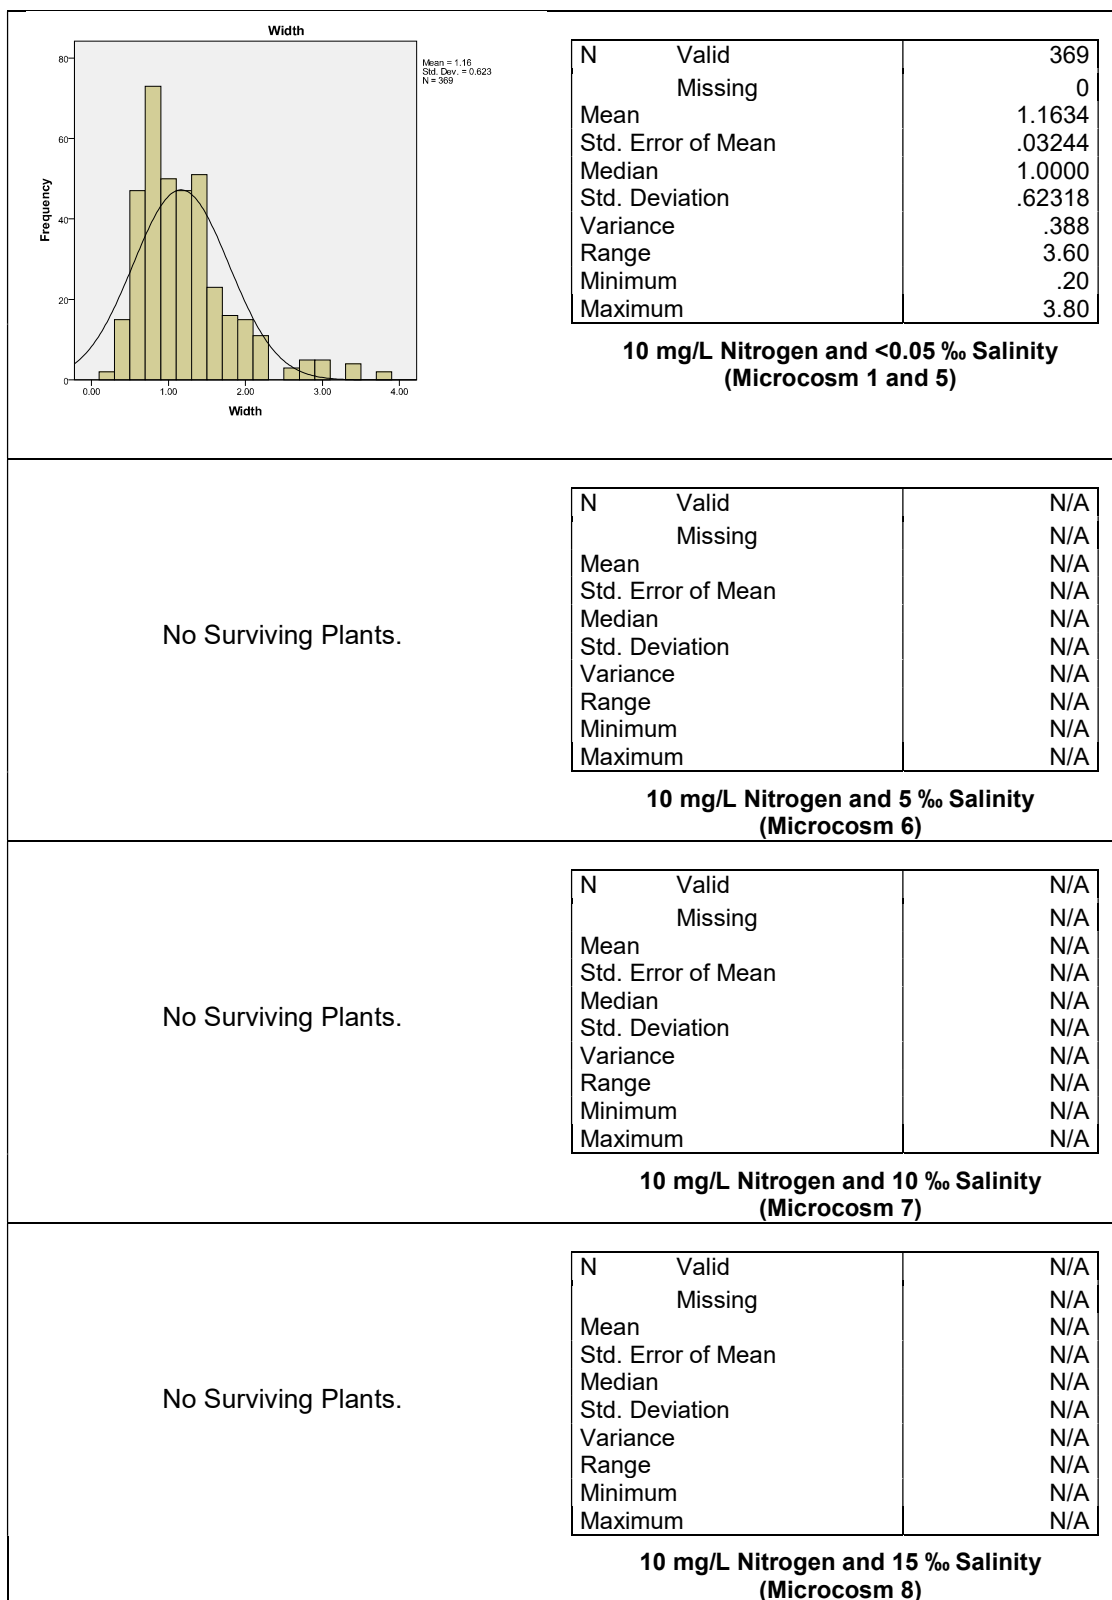 Width
80
60
40
20
0
Frequency
0.00 1.00 2.00 3.00 4.00
Width
Mean = 1.16
Std. Dev. = 0.623
N = 369
N Valid 369
Missing 0
Mean 1.1634
Std. Error of Mean .03244
Median 1.0000
Std. Deviation .62318
Variance .388
Range 3.60
Minimum .20
Maximum 3.80
10 mg/L Nitrogen and <0.05 ‰ Salinity
(Microcosm 1 and 5)
No Surviving Plants.
N Valid N/A
Missing N/A
Mean N/A
Std. Error of Mean N/A
Median N/A
Std. Deviation N/A
Variance N/A
Range N/A
Minimum N/A
Maximum N/A
10 mg/L Nitrogen and 5 ‰ Salinity
(Microcosm 6)
No Surviving Plants.
N Valid N/A
Missing N/A
Mean N/A
Std. Error of Mean N/A
Median N/A
Std. Deviation N/A
Variance N/A
Range N/A
Minimum N/A
Maximum N/A
10 mg/L Nitrogen and 10 ‰ Salinity
(Microcosm 7)
No Surviving Plants.
N Valid N/A
Missing N/A
Mean N/A
Std. Error of Mean N/A
Median N/A
Std. Deviation N/A
Variance N/A
Range N/A
Minimum N/A
Maximum N/A
10 mg/L Nitrogen and 15 ‰ Salinity
(Microcosm 8)